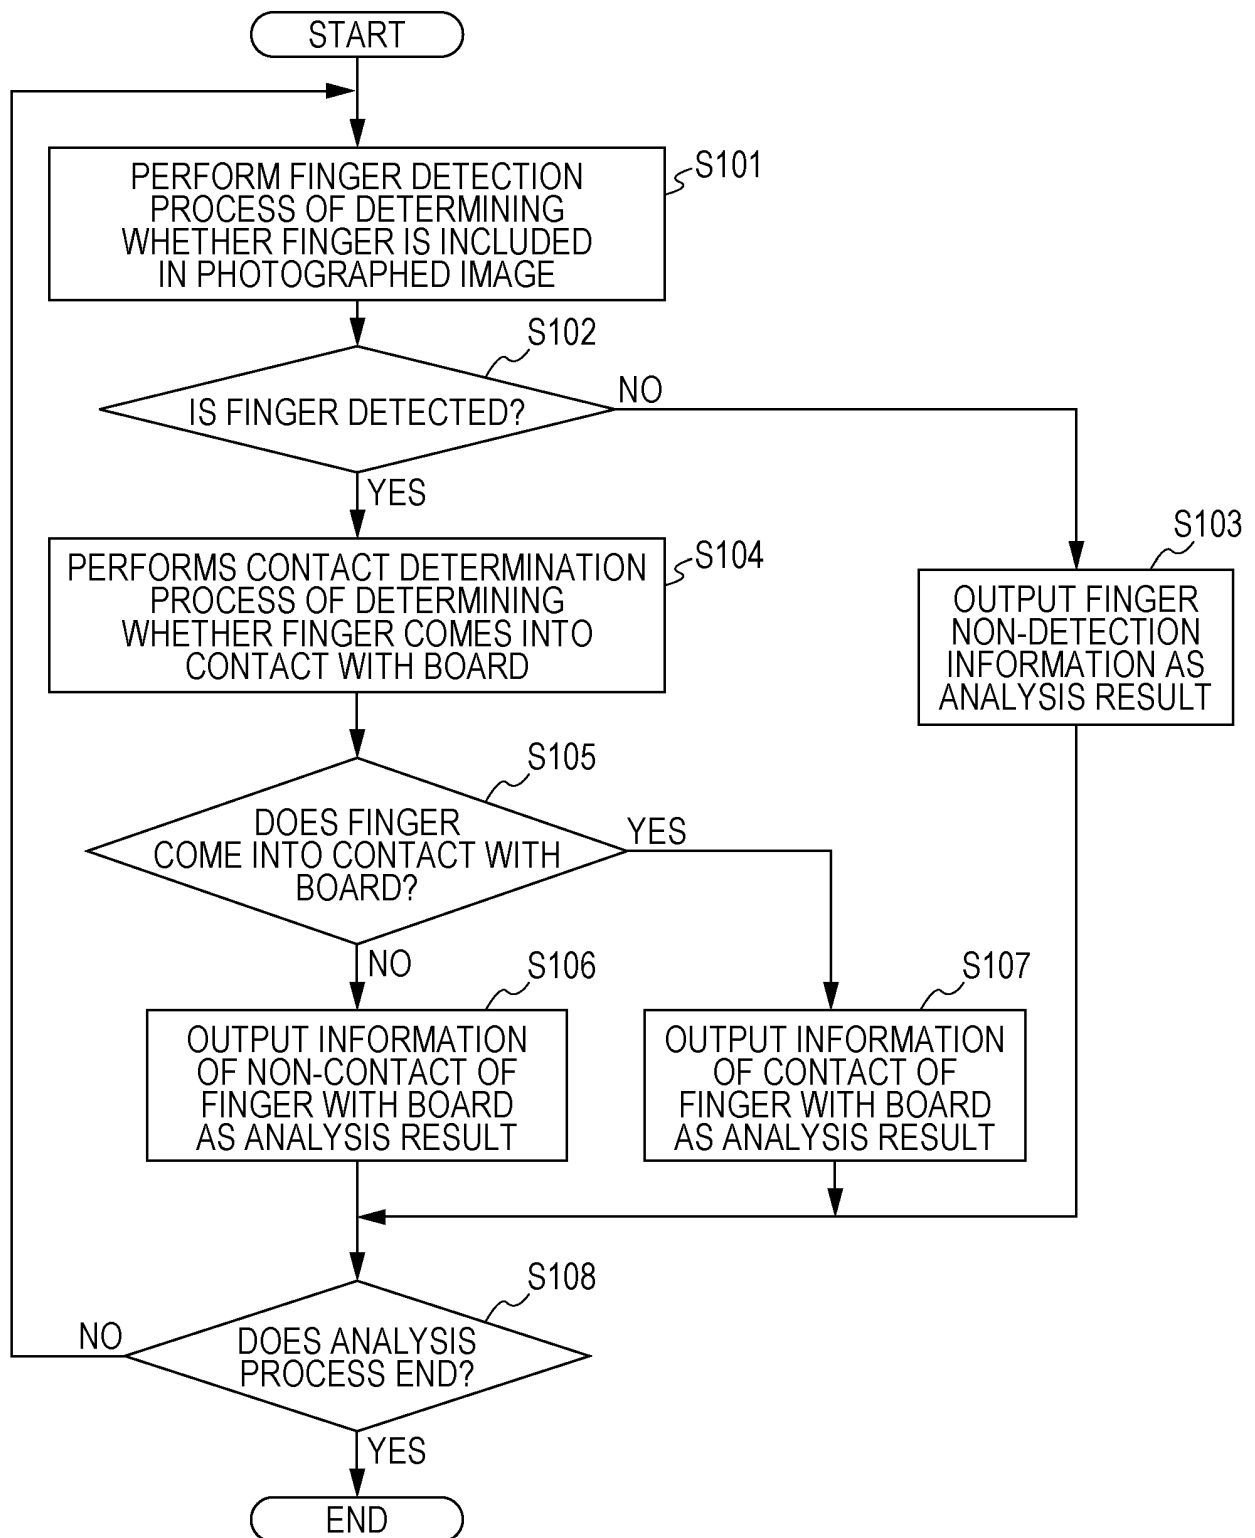 START
PERFORM FINGER DETECTION
PROCESS OF DETERMINING
WHETHER FINGER IS INCLUDED
IN PHOTOGRAPHED IMAGE
S101
S102
IS FINGER DETECTED?
NO
YES
S103
OUTPUT FINGER
NON-DETECTION
INFORMATION AS
ANALYSIS RESULT
S104
PERFORMS CONTACT DETERMINATION
PROCESS OF DETERMINING
WHETHER FINGER COMES INTO
CONTACT WITH BOARD
S105
DOES FINGER
COME INTO CONTACT WITH
BOARD?
YES
NO
S106
OUTPUT INFORMATION
OF NON-CONTACT OF
FINGER WITH BOARD
AS ANALYSIS RESULT
S107
OUTPUT INFORMATION
OF CONTACT OF
FINGER WITH BOARD
AS ANALYSIS RESULT
S108
NO
DOES ANALYSIS
PROCESS END?
YES
END